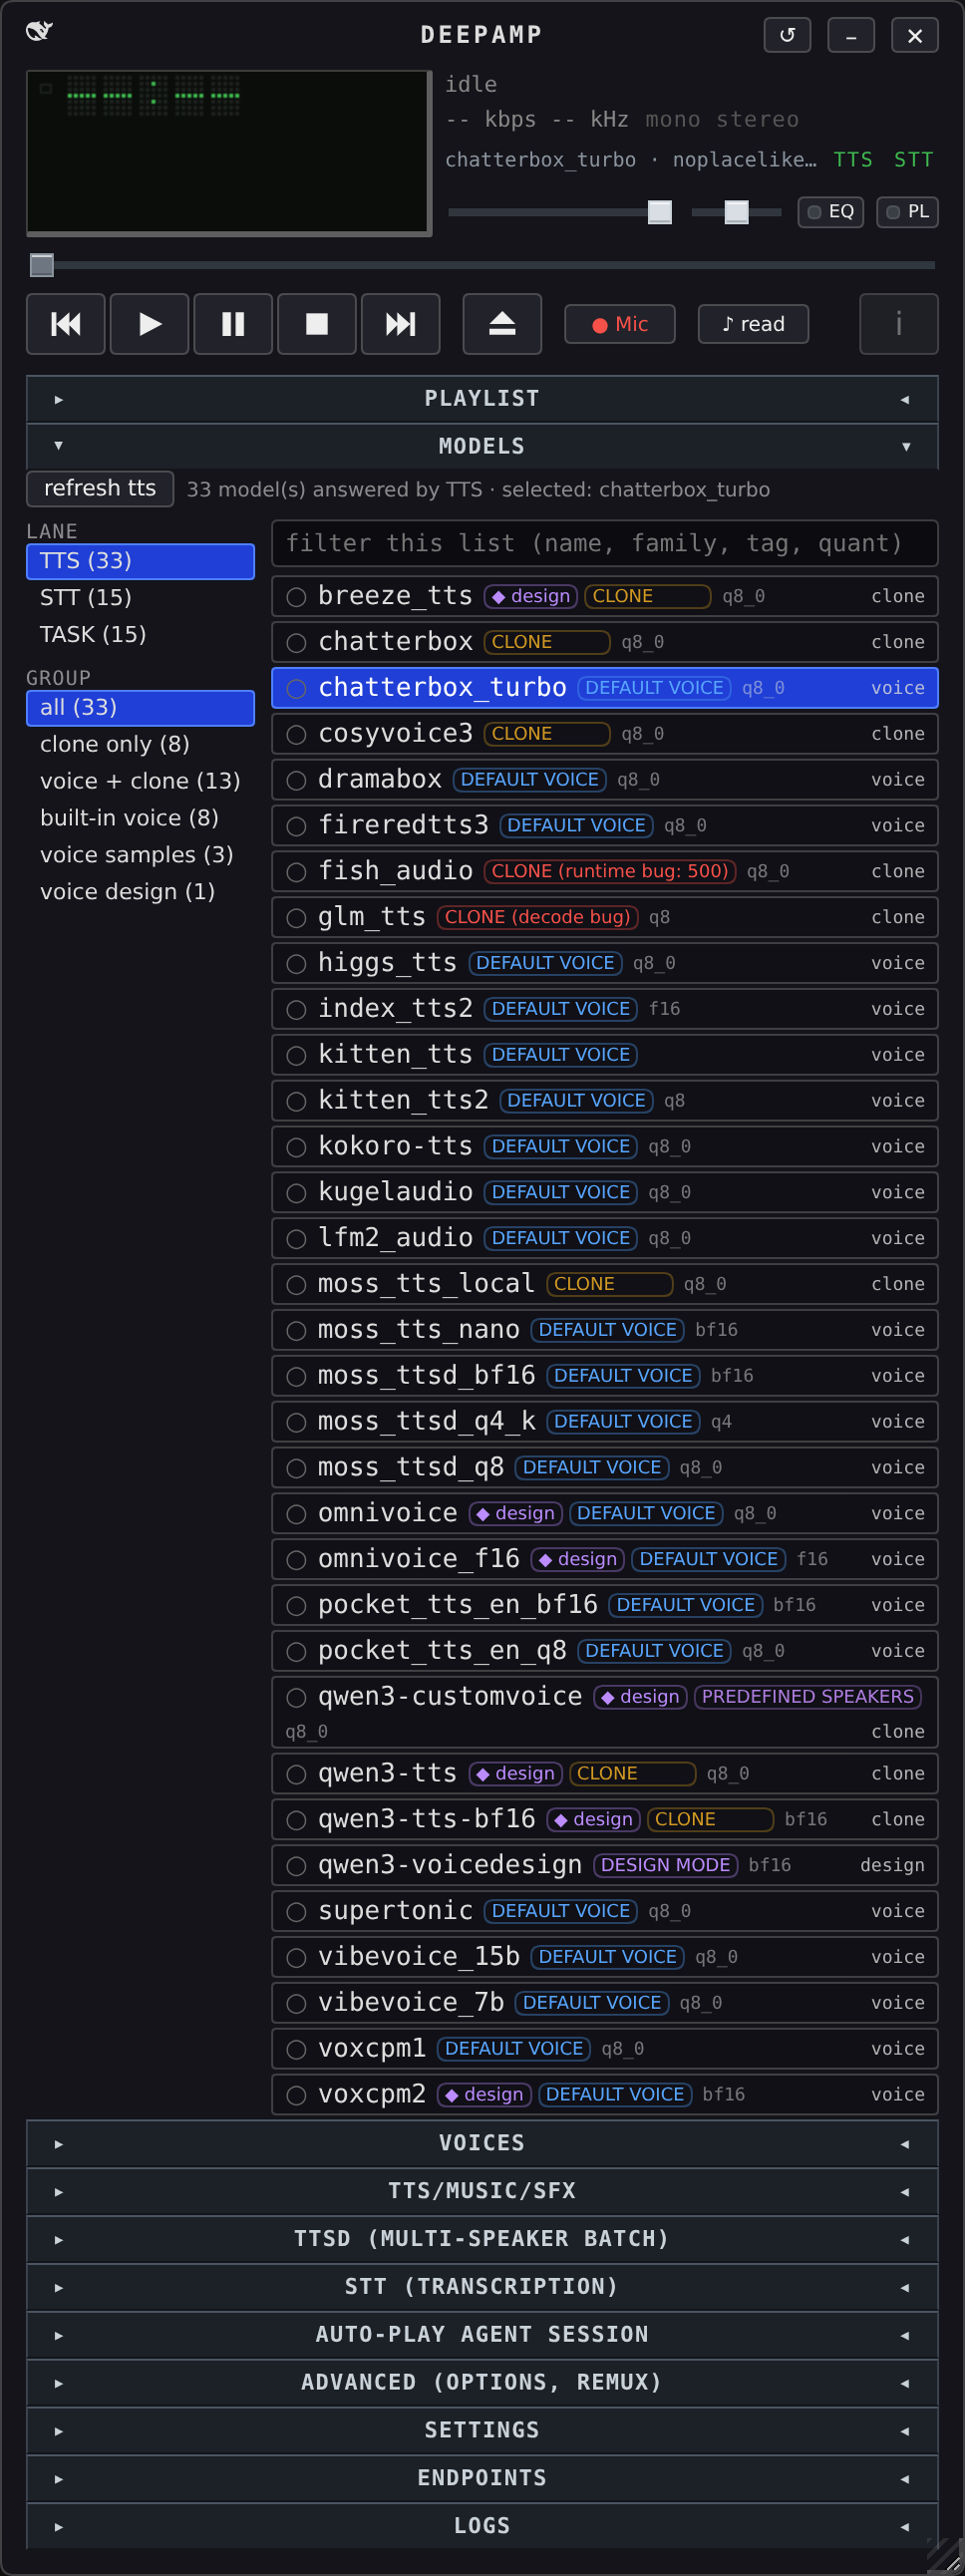 DEEPAMP
idle
-- kbps -- kHz mono stereo
chatterbox_turbo · noplacelike… TTS STT
EQ PL
● Mic ♪ read i
PLAYLIST
MODELS
refresh tts 33 model(s) answered by TTS · selected: chatterbox_turbo
LANE
TTS (33)
STT (15)
TASK (15)
GROUP
all (33)
clone only (8)
voice + clone (13)
built-in voice (8)
voice samples (3)
voice design (1)
filter this list (name, family, tag, quant)
breeze_tts ◆ design CLONE q8_0 clone
chatterbox CLONE q8_0 clone
chatterbox_turbo DEFAULT VOICE q8_0 voice
cosyvoice3 CLONE q8_0 clone
dramabox DEFAULT VOICE q8_0 voice
fireredtts3 DEFAULT VOICE q8_0 voice
fish_audio CLONE (runtime bug: 500) q8_0 clone
glm_tts CLONE (decode bug) q8 clone
higgs_tts DEFAULT VOICE q8_0 voice
index_tts2 DEFAULT VOICE f16 voice
kitten_tts DEFAULT VOICE voice
kitten_tts2 DEFAULT VOICE q8 voice
kokoro-tts DEFAULT VOICE q8_0 voice
kugelaudio DEFAULT VOICE q8_0 voice
lfm2_audio DEFAULT VOICE q8_0 voice
moss_tts_local CLONE q8_0 clone
moss_tts_nano DEFAULT VOICE bf16 voice
moss_ttsd_bf16 DEFAULT VOICE bf16 voice
moss_ttsd_q4_k DEFAULT VOICE q4 voice
moss_ttsd_q8 DEFAULT VOICE q8_0 voice
omnivoice ◆ design DEFAULT VOICE q8_0 voice
omnivoice_f16 ◆ design DEFAULT VOICE f16 voice
pocket_tts_en_bf16 DEFAULT VOICE bf16 voice
pocket_tts_en_q8 DEFAULT VOICE q8_0 voice
qwen3-customvoice ◆ design PREDEFINED SPEAKERS
q8_0 clone
qwen3-tts ◆ design CLONE q8_0 clone
qwen3-tts-bf16 ◆ design CLONE bf16 clone
qwen3-voicedesign DESIGN MODE bf16 design
supertonic DEFAULT VOICE q8_0 voice
vibevoice_15b DEFAULT VOICE q8_0 voice
vibevoice_7b DEFAULT VOICE q8_0 voice
voxcpm1 DEFAULT VOICE q8_0 voice
voxcpm2 ◆ design DEFAULT VOICE bf16 voice
VOICES
TTS/MUSIC/SFX
TTSD (MULTI-SPEAKER BATCH)
STT (TRANSCRIPTION)
AUTO-PLAY AGENT SESSION
ADVANCED (OPTIONS, REMUX)
SETTINGS
ENDPOINTS
LOGS